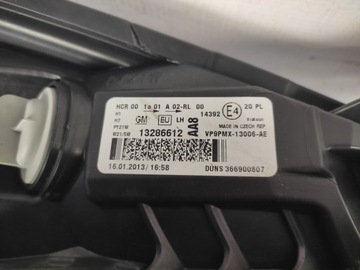 HCR 00 1a 01 A 02-RL 00
E4
20 PL
14392
H1
H7
GM EU LH
AA8
PY21W
W21/5W
13286612
MADE IN CZECH REP
VP9PMX-13006-AE
16.01.2013/ 16:58
DUNS 366900807